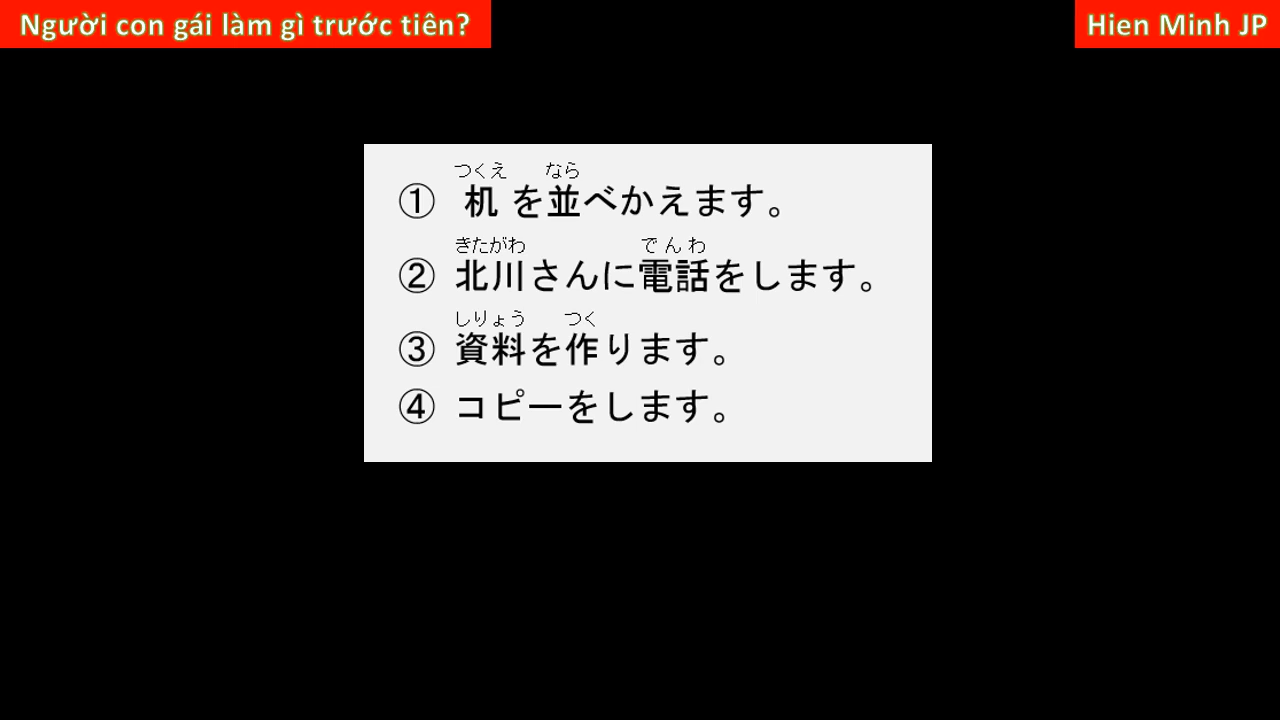 Người con gái làm gì trước tiên?
Hien Minh JP
つくえ なら
① 机を並べかえます。
きたがわ でんわ
② 北川さんに電話をします。
しりょう つく
③ 資料を作ります。
④ コピーをします。